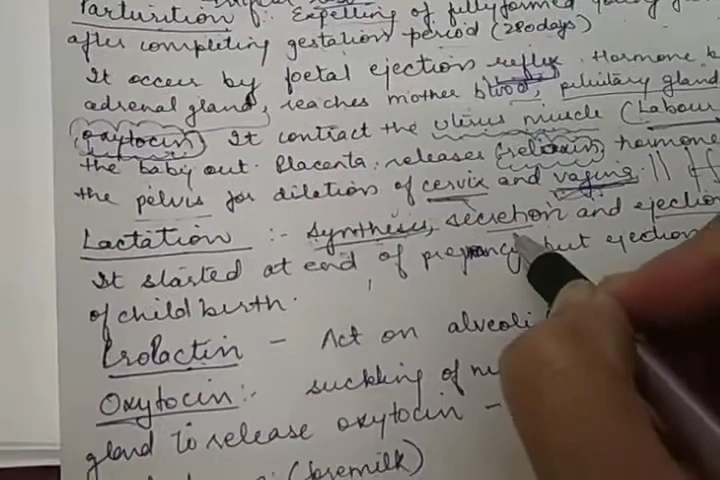 Parturition :- Expelling of fully formed young
after completing gestation period (280days)
It occer by foetal ejection reflex. Hormone
adrenal gland, reaches mother blood, pituitary gland
(oxytocin) It contract the uterus muscle (Labour
the baby out. Placenta releases (relaxin) hormone
the pelvis for dilation of cervix and vagina. ||
Lactation :- synthesis, secretion and ejection
It started at end of but ejection
of child birth.
Prolactin - Act on alveoli
Oxytocin :- suckling of
gland to release oxytocin -
(foremilk)